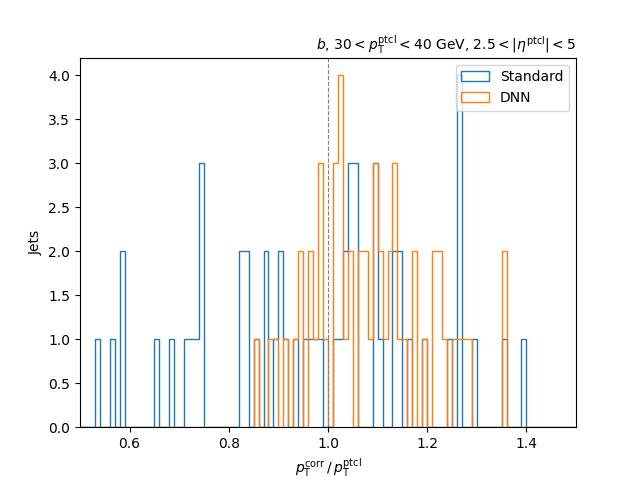 b, 30 < p_T^ptcl < 40 GeV, 2.5 < |η^ptcl| < 5
Standard
DNN
Jets
4.0
3.5
3.0
2.5
2.0
1.5
1.0
0.5
0.0
0.6 0.8 1.0 1.2 1.4
p_T^corr / p_T^ptcl